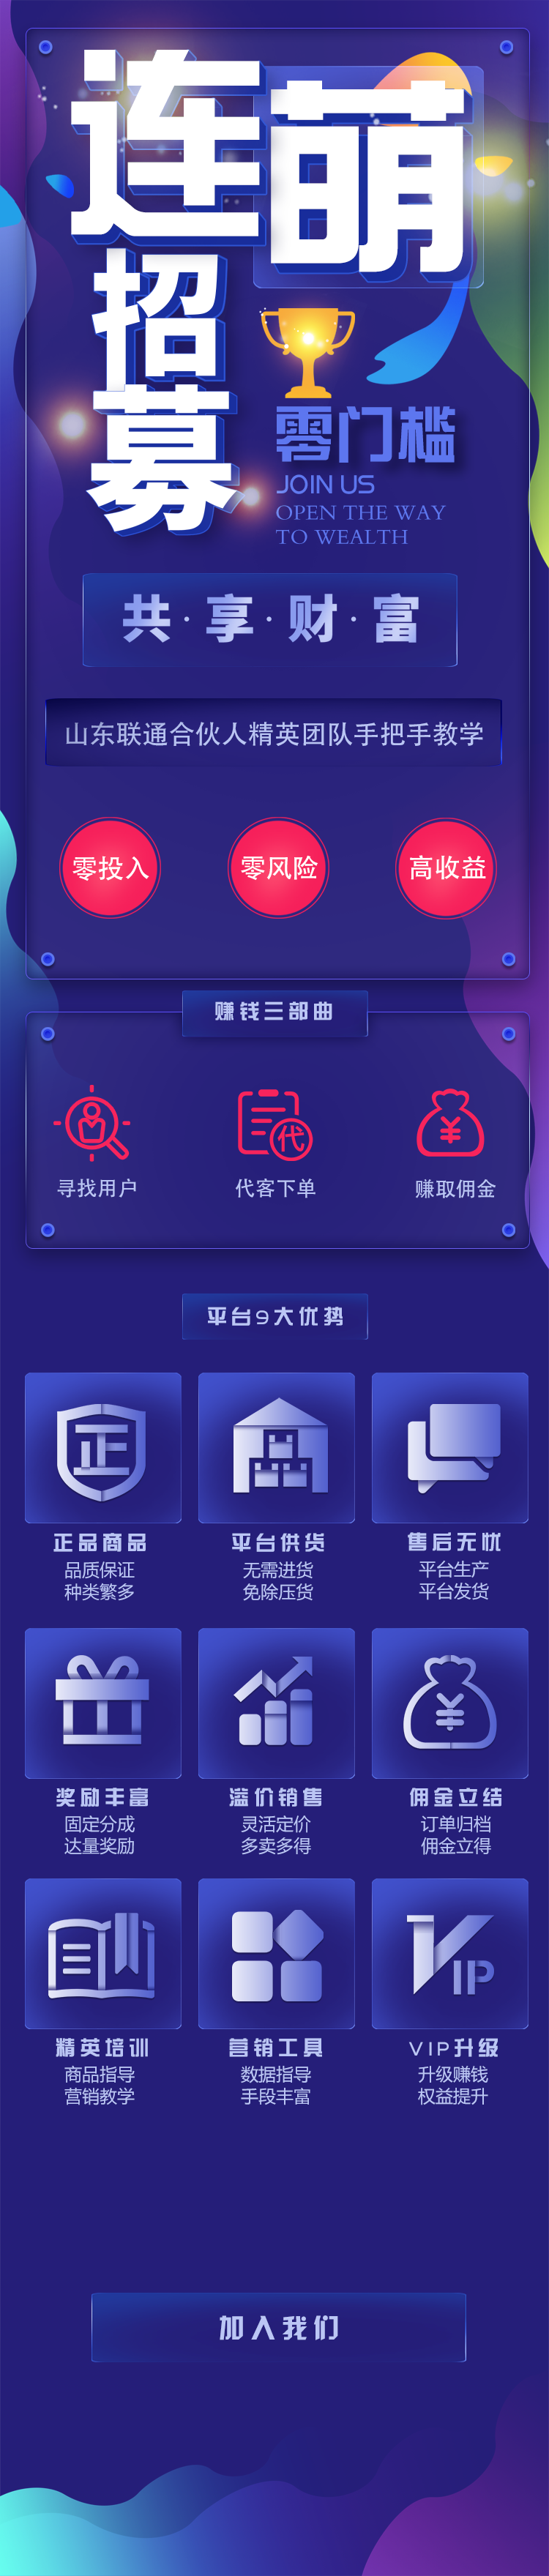 连萌
招
募
零门槛
JOIN US
OPEN THE WAY
TO WEALTH
共·享·财·富
山东联通合伙人精英团队手把手教学
零投入 零风险 高收益
赚钱三部曲
代
寻找用户 代客下单 赚取佣金
平台9大优势
正
正品商品 平台供货 售后无忧
品质保证 无需进货 平台生产
种类繁多 免除压货 平台发货
¥
奖励丰富 溢价销售 佣金立结
固定分成 灵活定价 订单归档
达量奖励 多卖多得 佣金立得
VIP
精英培训 营销工具 VIP升级
商品指导 数据指导 升级赚钱
营销教学 手段丰富 权益提升
加入我们